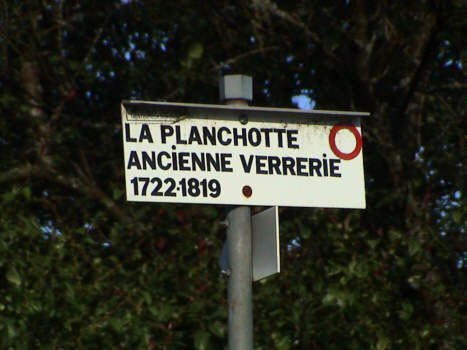 LA PLANCHOTTE
ANCiENNE VERRERiE
1722-1819